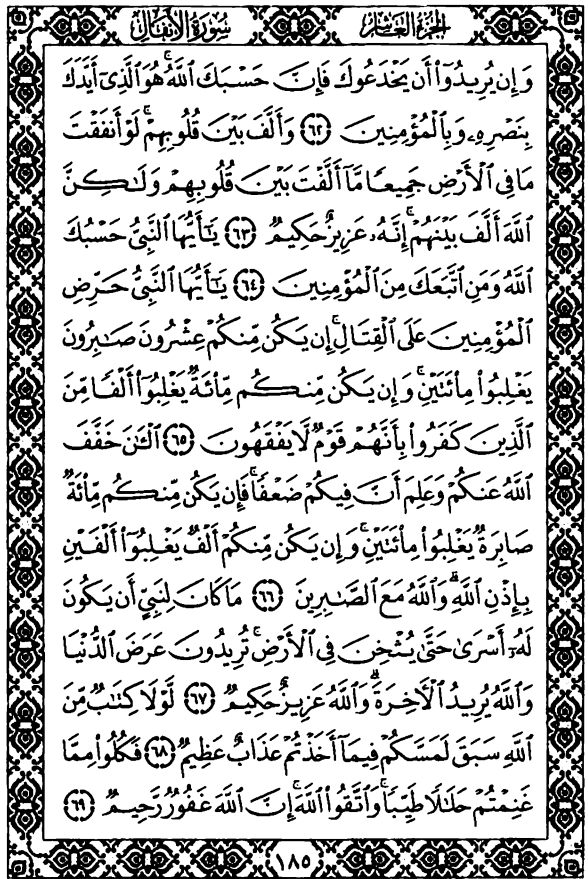 الجزء العاشر
سورة الأنفال
وَإِن يُرِيدُوٓا۟ أَن يَخْدَعُوكَ فَإِنَّ حَسْبَكَ ٱللَّهُ ۚ هُوَ ٱلَّذِىٓ أَيَّدَكَ
بِنَصْرِهِۦ وَبِٱلْمُؤْمِنِينَ ٦٢ وَأَلَّفَ بَيْنَ قُلُوبِهِمْ ۚ لَوْ أَنفَقْتَ
مَا فِى ٱلْأَرْضِ جَمِيعًا مَّآ أَلَّفْتَ بَيْنَ قُلُوبِهِمْ وَلَـٰكِنَّ
ٱللَّهَ أَلَّفَ بَيْنَهُمْ ۚ إِنَّهُۥ عَزِيزٌ حَكِيمٌ ٦٣ يَـٰٓأَيُّهَا ٱلنَّبِىُّ حَسْبُكَ
ٱللَّهُ وَمَنِ ٱتَّبَعَكَ مِنَ ٱلْمُؤْمِنِينَ ٦٤ يَـٰٓأَيُّهَا ٱلنَّبِىُّ حَرِّضِ
ٱلْمُؤْمِنِينَ عَلَى ٱلْقِتَالِ ۚ إِن يَكُن مِّنكُمْ عِشْرُونَ صَـٰبِرُونَ
يَغْلِبُوا۟ مِا۟ئَتَيْنِ ۚ وَإِن يَكُن مِّنكُم مِّا۟ئَةٌ يَغْلِبُوٓا۟ أَلْفًا مِّنَ
ٱلَّذِينَ كَفَرُوا۟ بِأَنَّهُمْ قَوْمٌ لَّا يَفْقَهُونَ ٦٥ ٱلْـَٔـٰنَ خَفَّفَ
ٱللَّهُ عَنكُمْ وَعَلِمَ أَنَّ فِيكُمْ ضَعْفًا ۚ فَإِن يَكُن مِّنكُم مِّا۟ئَةٌ
صَابِرَةٌ يَغْلِبُوا۟ مِا۟ئَتَيْنِ ۚ وَإِن يَكُن مِّنكُمْ أَلْفٌ يَغْلِبُوٓا۟ أَلْفَيْنِ
بِإِذْنِ ٱللَّهِ ۗ وَٱللَّهُ مَعَ ٱلصَّـٰبِرِينَ ٦٦ مَا كَانَ لِنَبِىٍّ أَن يَكُونَ
لَهُۥٓ أَسْرَىٰ حَتَّىٰ يُثْخِنَ فِى ٱلْأَرْضِ ۚ تُرِيدُونَ عَرَضَ ٱلدُّنْيَا
وَٱللَّهُ يُرِيدُ ٱلْـَٔاخِرَةَ ۗ وَٱللَّهُ عَزِيزٌ حَكِيمٌ ٦٧ لَّوْلَا كِتَـٰبٌ مِّنَ
ٱللَّهِ سَبَقَ لَمَسَّكُمْ فِيمَآ أَخَذْتُمْ عَذَابٌ عَظِيمٌ ٦٨ فَكُلُوا۟ مِمَّا
غَنِمْتُمْ حَلَـٰلًا طَيِّبًا ۚ وَٱتَّقُوا۟ ٱللَّهَ ۚ إِنَّ ٱللَّهَ غَفُورٌ رَّحِيمٌ ٦٩
١٨٥